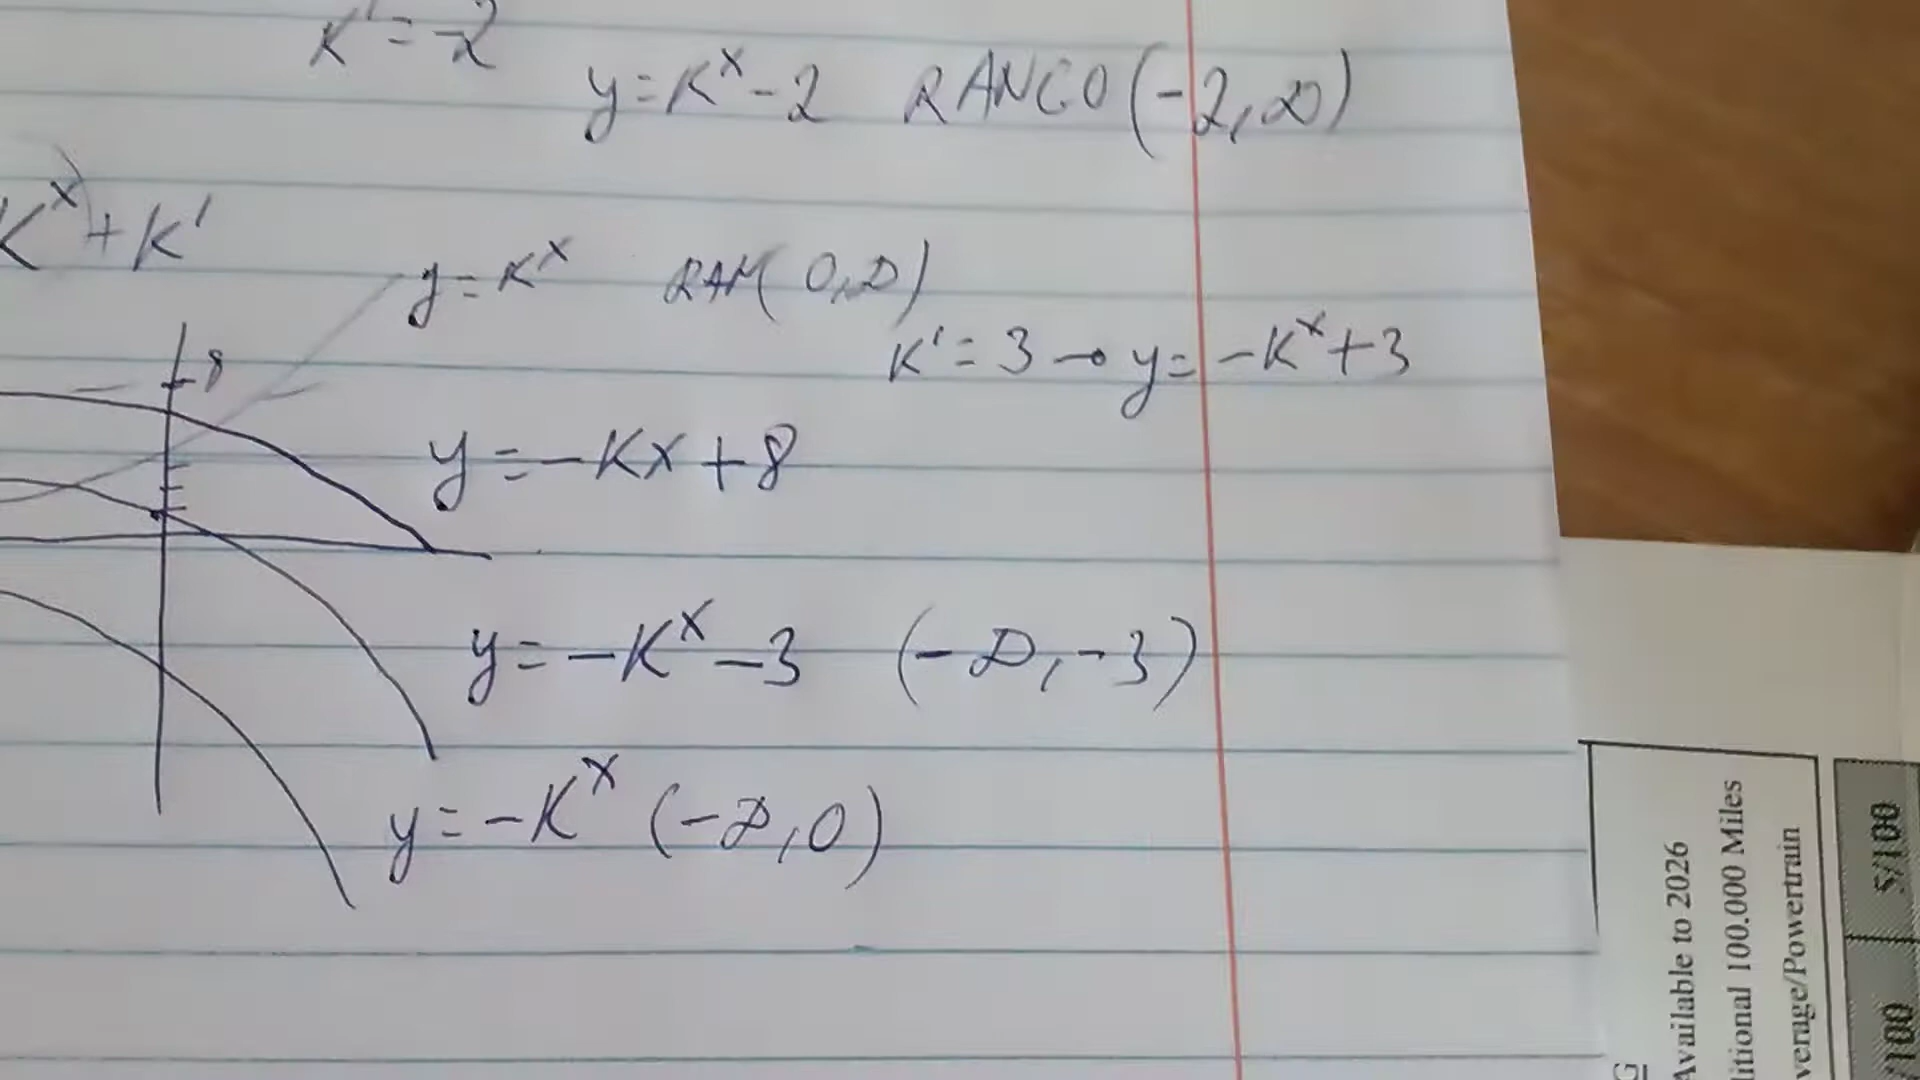 K' = -2
y = K^x - 2 RANGO (-2, ∞)
K^x) + K'
y = K^x RAN( 0, ∞)
K' = 3 → y = -K^x + 3
8
y = -Kx + 8
y = -K^x - 3 (-∞, -3)
y = -K^x (-∞, 0)
Available to 2026
itional 100.000 Miles
verage/Powertrain
5/100
/100
G